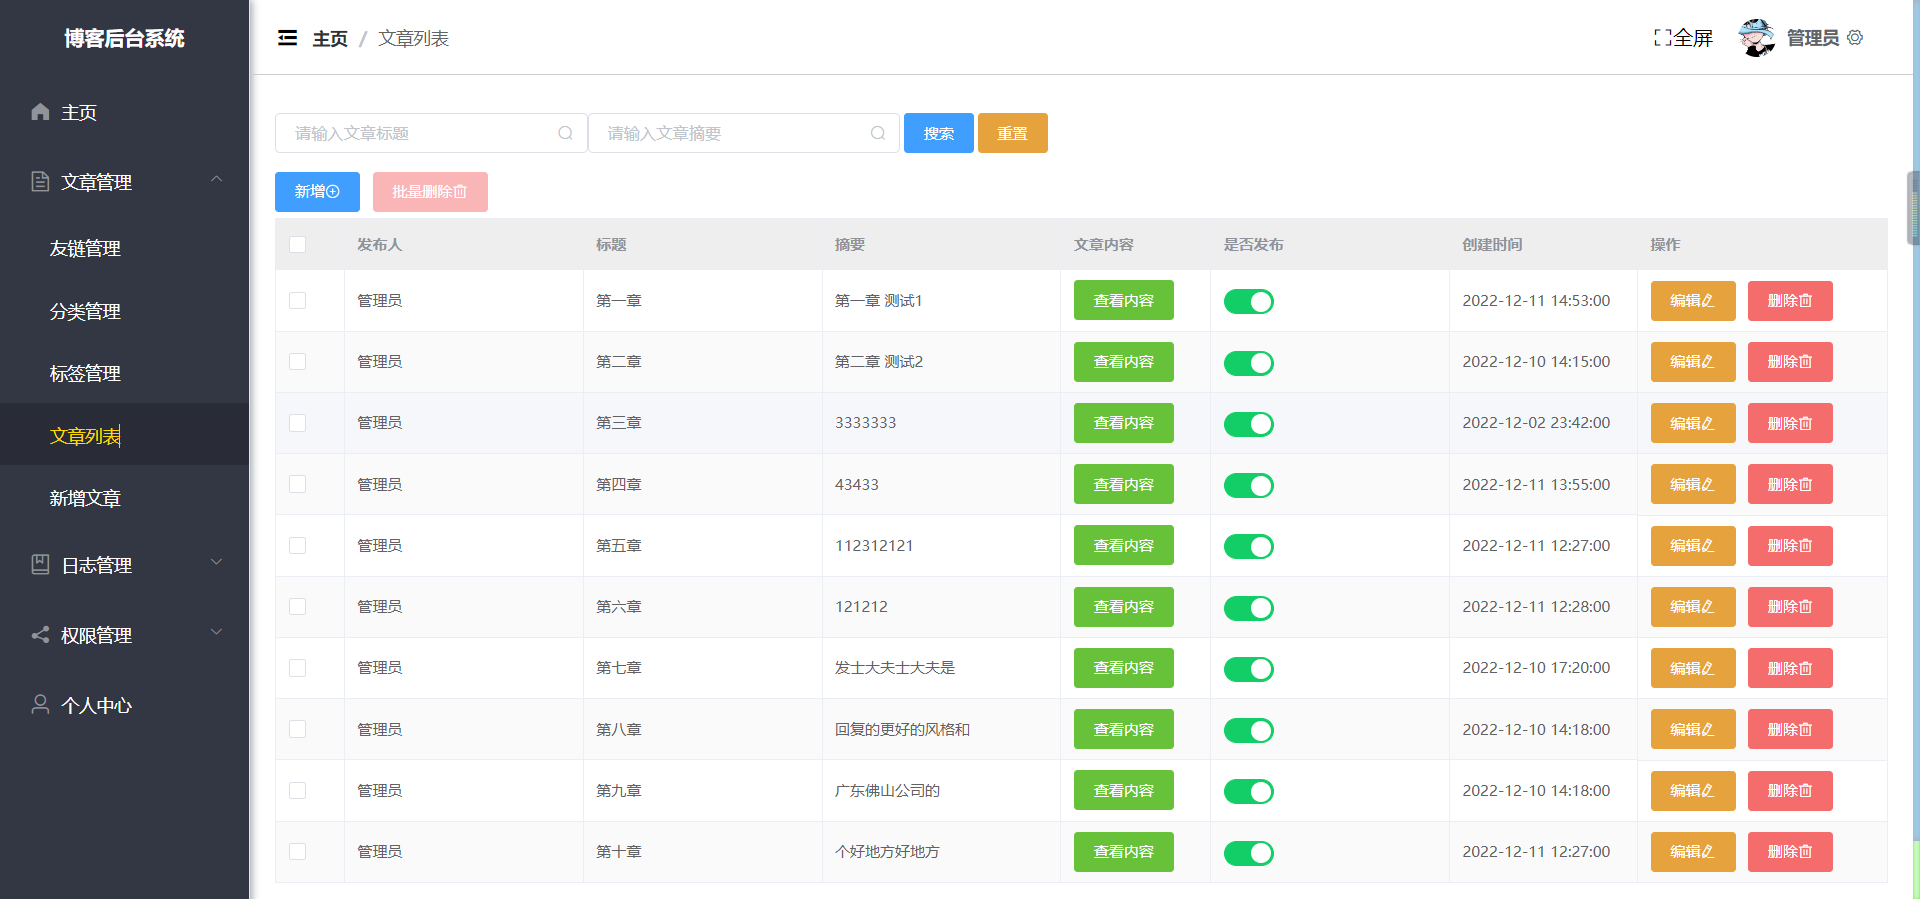 博客后台系统
主页
文章管理
友链管理
分类管理
标签管理
文章列表
新增文章
日志管理
权限管理
个人中心
主页 / 文章列表
全屏 管理员
请输入文章标题 请输入文章摘要 搜索 重置
新增 批量删除
发布人 标题 摘要 文章内容 是否发布 创建时间 操作
管理员 第一章 第一章 测试1 查看内容 2022-12-11 14:53:00 编辑 删除
管理员 第二章 第二章 测试2 查看内容 2022-12-10 14:15:00 编辑 删除
管理员 第三章 3333333 查看内容 2022-12-02 23:42:00 编辑 删除
管理员 第四章 43433 查看内容 2022-12-11 13:55:00 编辑 删除
管理员 第五章 112312121 查看内容 2022-12-11 12:27:00 编辑 删除
管理员 第六章 121212 查看内容 2022-12-11 12:28:00 编辑 删除
管理员 第七章 发士大夫士大夫是 查看内容 2022-12-10 17:20:00 编辑 删除
管理员 第八章 回复的更好的风格和 查看内容 2022-12-10 14:18:00 编辑 删除
管理员 第九章 广东佛山公司的 查看内容 2022-12-10 14:18:00 编辑 删除
管理员 第十章 个好地方好地方 查看内容 2022-12-11 12:27:00 编辑 删除